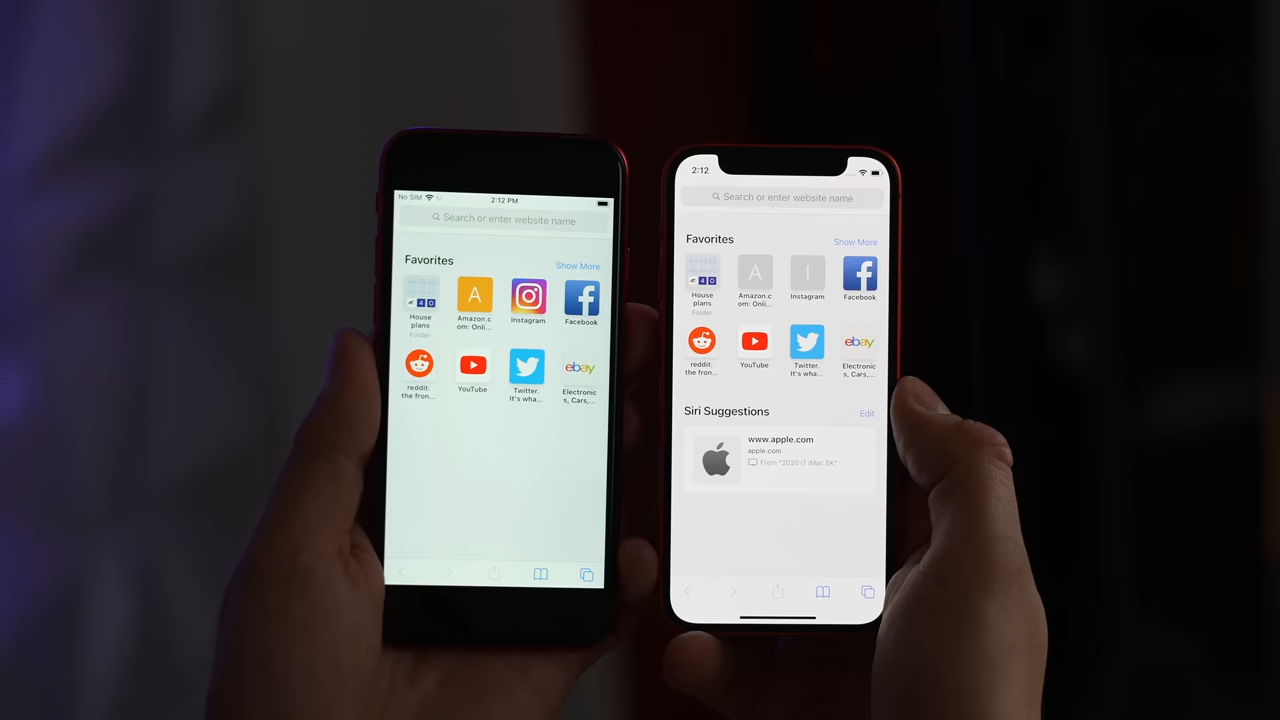 No SIM
2:12 PM
Search or enter website name
Favorites
Show More
House
plans
Folder
A
Amazon.c
om: Onli...
Instagram
Facebook
reddit:
the fron...
YouTube
Twitter.
It's wha...
ebay
Electronic
s, Cars,...
2:12
Search or enter website name
Favorites
Show More
House
plans
Folder
A
Amazon.c
om: Onli...
I
Instagram
Facebook
reddit:
the fron...
YouTube
Twitter.
It's wha...
ebay
Electronic
s, Cars,...
Siri Suggestions
Edit
www.apple.com
apple.com
From "2020 i7 iMac 5K"